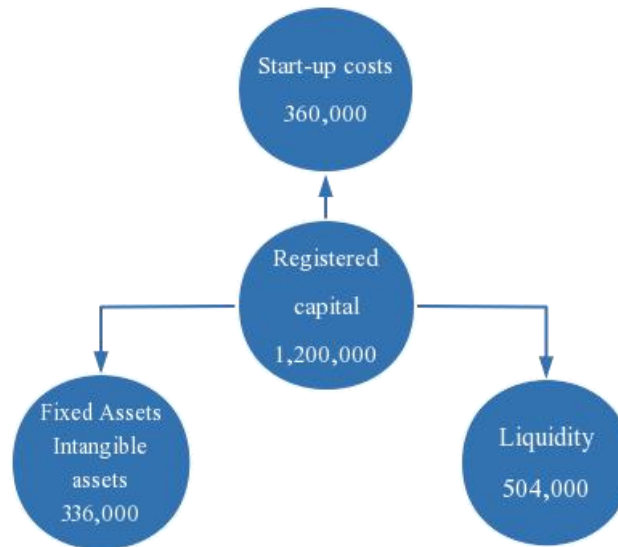 Start-up costs
360,000
Registered
capital
1,200,000
Fixed Assets
Intangible
assets
336,000
Liquidity
504,000